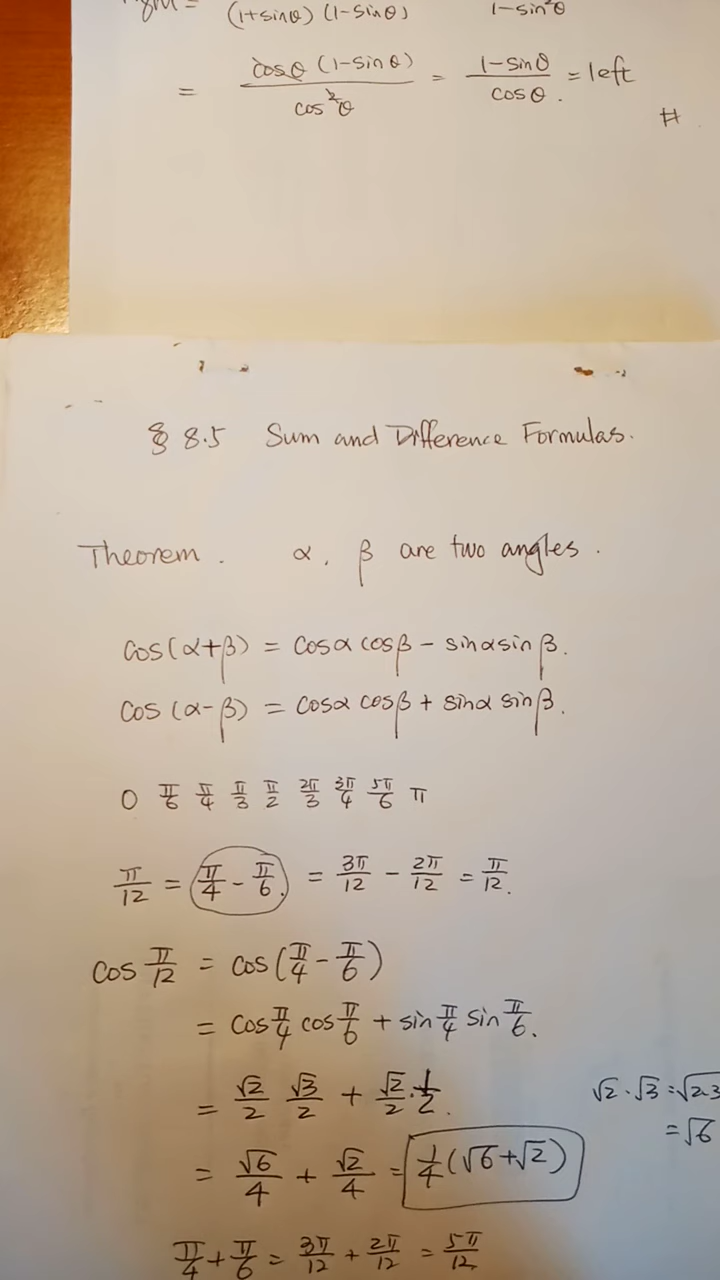 = (1+sinθ) (1-sinθ) 1-sin²θ
= cosθ (1-sinθ) / cos²θ = 1-sinθ / cosθ . = left
#
§ 8.5 Sum and Difference Formulas.
Theorem . α , β are two angles .
cos(α+β) = cosα cosβ - sinα sinβ.
cos (α-β) = cosα cosβ + sinα sinβ.
0 π/6 π/4 π/3 π/2 2π/3 3π/4 5π/6 π
π/12 = π/4 - π/6 . = 3π/12 - 2π/12 = π/12 .
cos π/12 = cos(π/4 - π/6)
= cos π/4 cos π/6 + sin π/4 sin π/6 .
= √2/2 √3/2 + √2/2 · 1/2 .
√2 · √3 = √2·3
= √6
= √6/4 + √2/4 = 1/4 (√6+√2)
π/4 + π/6 = 3π/12 + 2π/12 = 5π/12